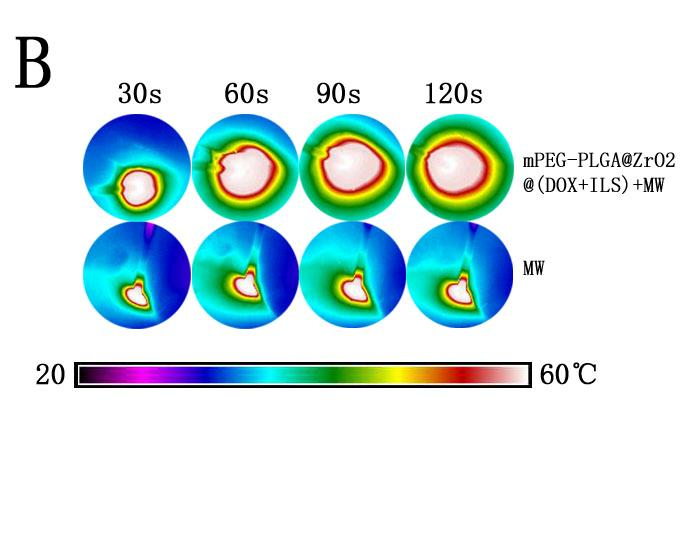 B
30s 60s 90s 120s
mPEG-PLGA@ZrO2
@(DOX+ILS)+MW
MW
20 60℃